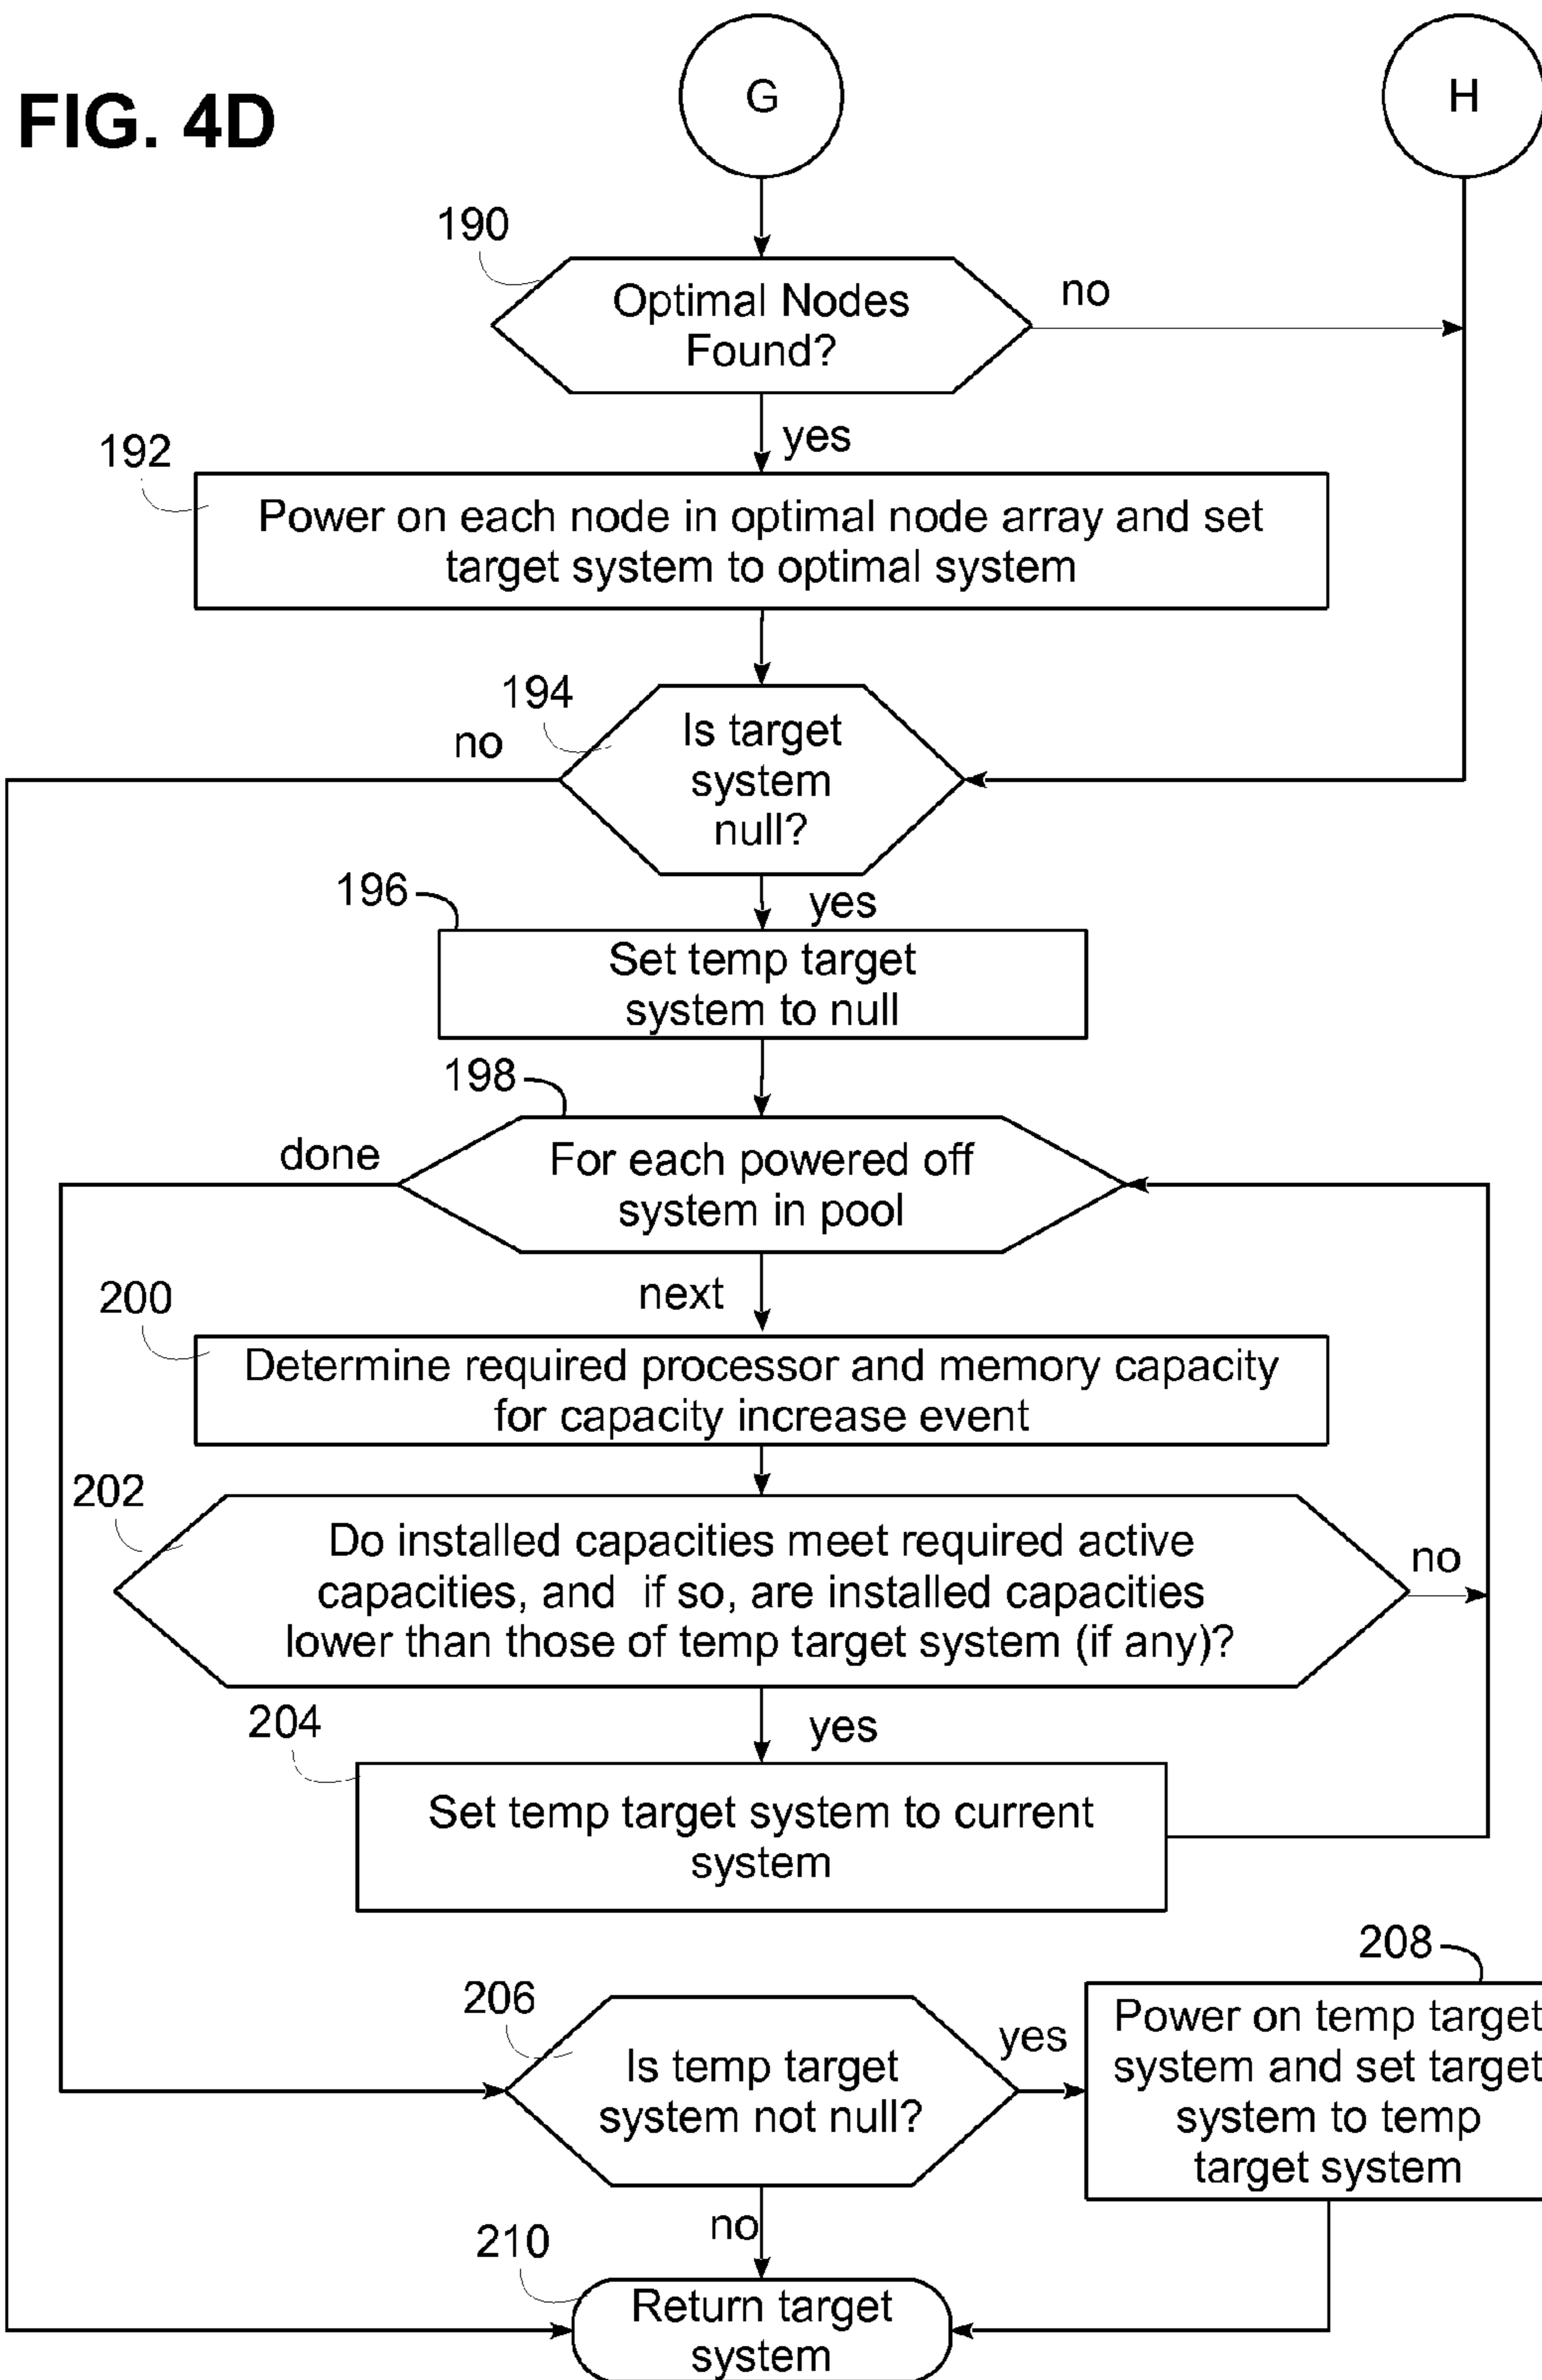 FIG. 4D
G
H
190
Optimal Nodes
Found?
no
yes
192
Power on each node in optimal node array and set
target system to optimal system
194
no
Is target
system
null?
yes
196
Set temp target
system to null
198
done
For each powered off
system in pool
next
200
Determine required processor and memory capacity
for capacity increase event
202
Do installed capacities meet required active
capacities, and if so, are installed capacities
lower than those of temp target system (if any)?
no
yes
204
Set temp target system to current
system
206
Is temp target
system not null?
yes
208
Power on temp target
system and set target
system to temp
target system
no
210
Return target
system